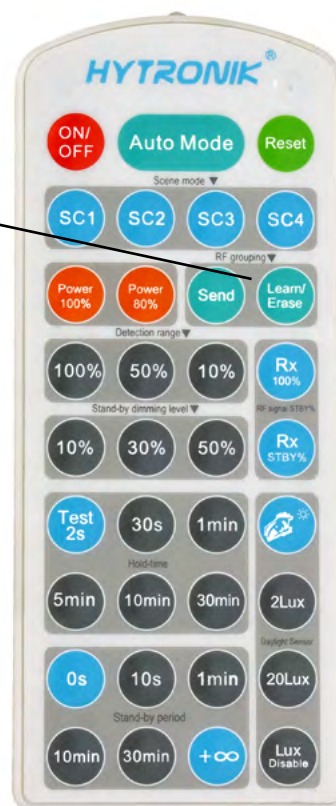 HYTRONIK®
ON/
OFF
Auto Mode
Reset
Scene mode ▼
SC1 SC2 SC3 SC4
RF grouping▼
Power
100%
Power
80%
Send
Learn/
Erase
Detection range▼
100% 50% 10%
Rx
100%
Stand-by dimming level▼
RF signal STBY%
10% 30% 50%
Rx
STBY%
Test
2s
30s 1min
Hold-time
5min 10min 30min
2Lux
Daylight Sensor
0s 10s 1min 20Lux
Stand-by period
10min 30min +∞
Lux
Disable